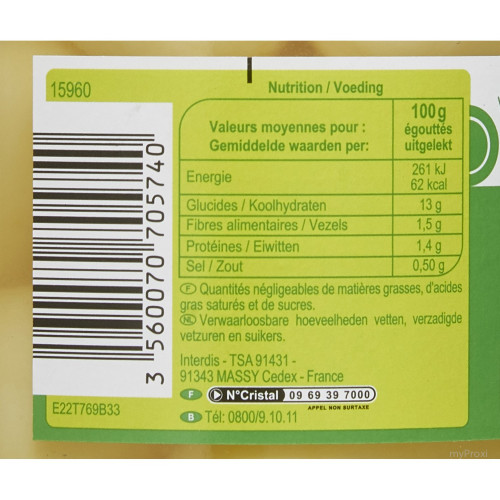 15960
Nutrition / Voeding
Valeurs moyennes pour :
Gemiddelde waarden per:
100g
égouttés
uitgelekt
Energie
261 kJ
62 kcal
Glucides / Koolhydraten 13 g
Fibres alimentaires / Vezels 1,5 g
Protéines / Eiwitten 1,4 g
Sel / Zout 0,50 g
F Quantités négligeables de matières grasses, d'acides
gras saturés et de sucres.
NL Verwaarloosbare hoeveelheden vetten, verzadigde
vetzuren en suikers.
Interdis - TSA 91431 -
91343 MASSY Cedex - France
F N°Cristal 09 69 39 7000
APPEL NON SURTAXE
B Tél: 0800/9.10.11
3 560070 705740
E22T769B33
myProxi